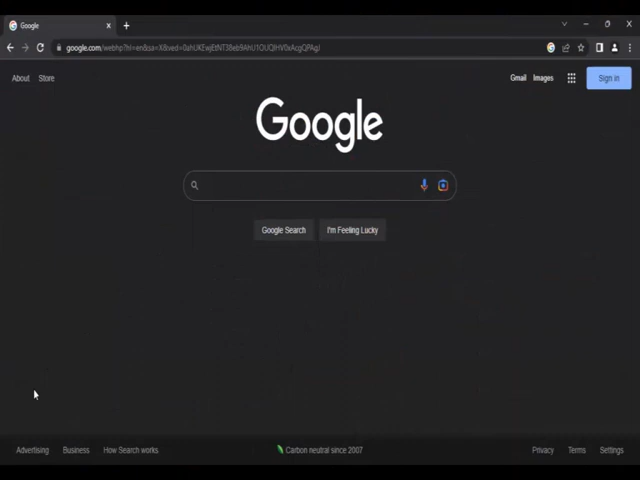 Google
google.com/webhp?hl=en&sa=X&ved=
About Store Gmail Images Sign in
Google
Google Search I'm Feeling Lucky
Advertising Business How Search works Carbon neutral since 2007 Privacy Terms Settings